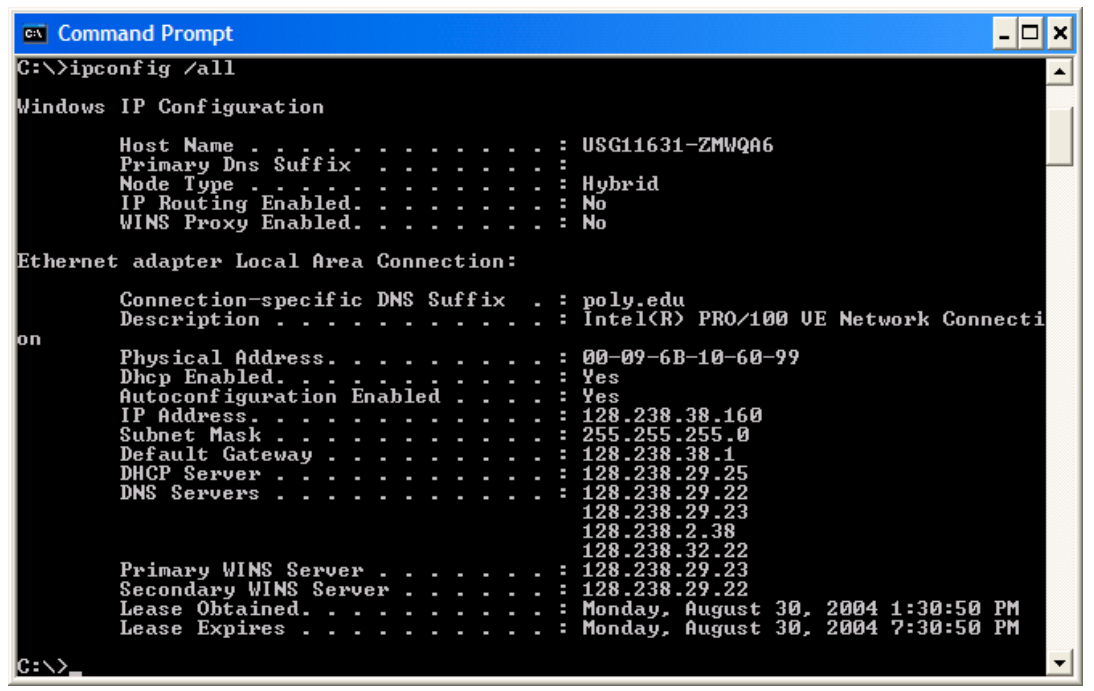 Command Prompt
C:\>ipconfig /all
Windows IP Configuration
Host Name . . . . . . . . . . . . : USG11631-ZMWQA6
Primary Dns Suffix . . . . . . . :
Node Type . . . . . . . . . . . . : Hybrid
IP Routing Enabled. . . . . . . . : No
WINS Proxy Enabled. . . . . . . . : No
Ethernet adapter Local Area Connection:
Connection-specific DNS Suffix . : poly.edu
Description . . . . . . . . . . . : Intel(R) PRO/100 VE Network Connecti
on
Physical Address. . . . . . . . . : 00-09-6B-10-60-99
Dhcp Enabled. . . . . . . . . . . : Yes
Autoconfiguration Enabled . . . . : Yes
IP Address. . . . . . . . . . . . : 128.238.38.160
Subnet Mask . . . . . . . . . . . : 255.255.255.0
Default Gateway . . . . . . . . . : 128.238.38.1
DHCP Server . . . . . . . . . . . : 128.238.29.25
DNS Servers . . . . . . . . . . . : 128.238.29.22
128.238.29.23
128.238.2.38
128.238.32.22
Primary WINS Server . . . . . . . : 128.238.29.23
Secondary WINS Server . . . . . . : 128.238.29.22
Lease Obtained. . . . . . . . . . : Monday, August 30, 2004 1:30:50 PM
Lease Expires . . . . . . . . . . : Monday, August 30, 2004 7:30:50 PM
C:\>_